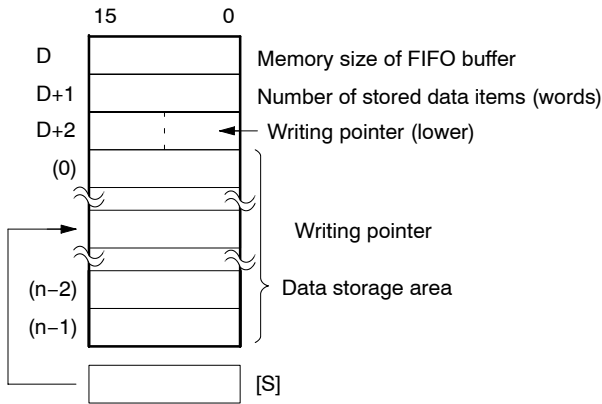 15 0
D Memory size of FIFO buffer
D+1 Number of stored data items (words)
D+2 Writing pointer (lower)
(0)
Writing pointer
(n−2) Data storage area
(n−1)
[S]